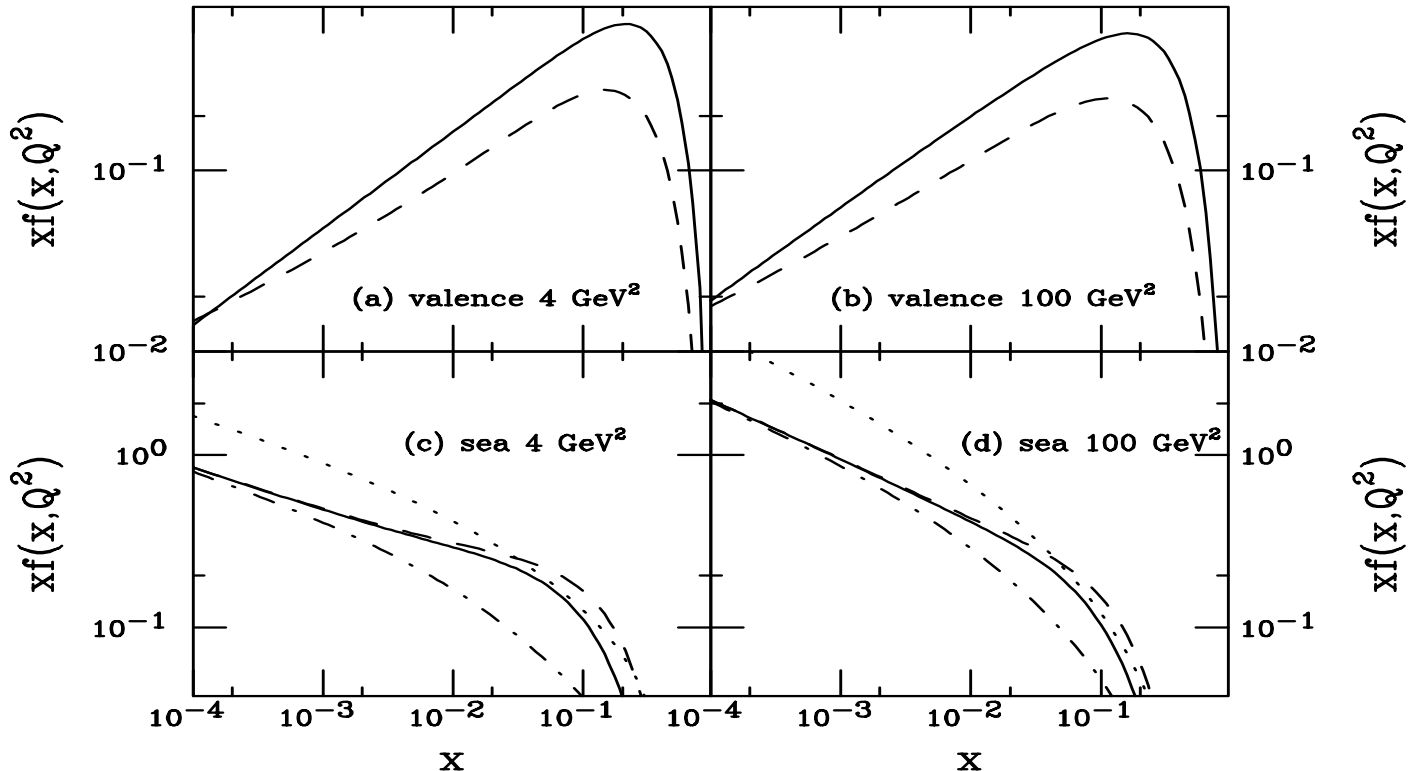 xf(x,Q²)
10⁻¹
(a) valence 4 GeV²
(b) valence 100 GeV²
10⁻¹
xf(x,Q²)
10⁻²
10⁻²
xf(x,Q²)
10⁰
(c) sea 4 GeV²
(d) sea 100 GeV²
10⁰
xf(x,Q²)
10⁻¹
10⁻¹
10⁻⁴ 10⁻³ 10⁻² 10⁻¹ 10⁻⁴ 10⁻³ 10⁻² 10⁻¹
x x